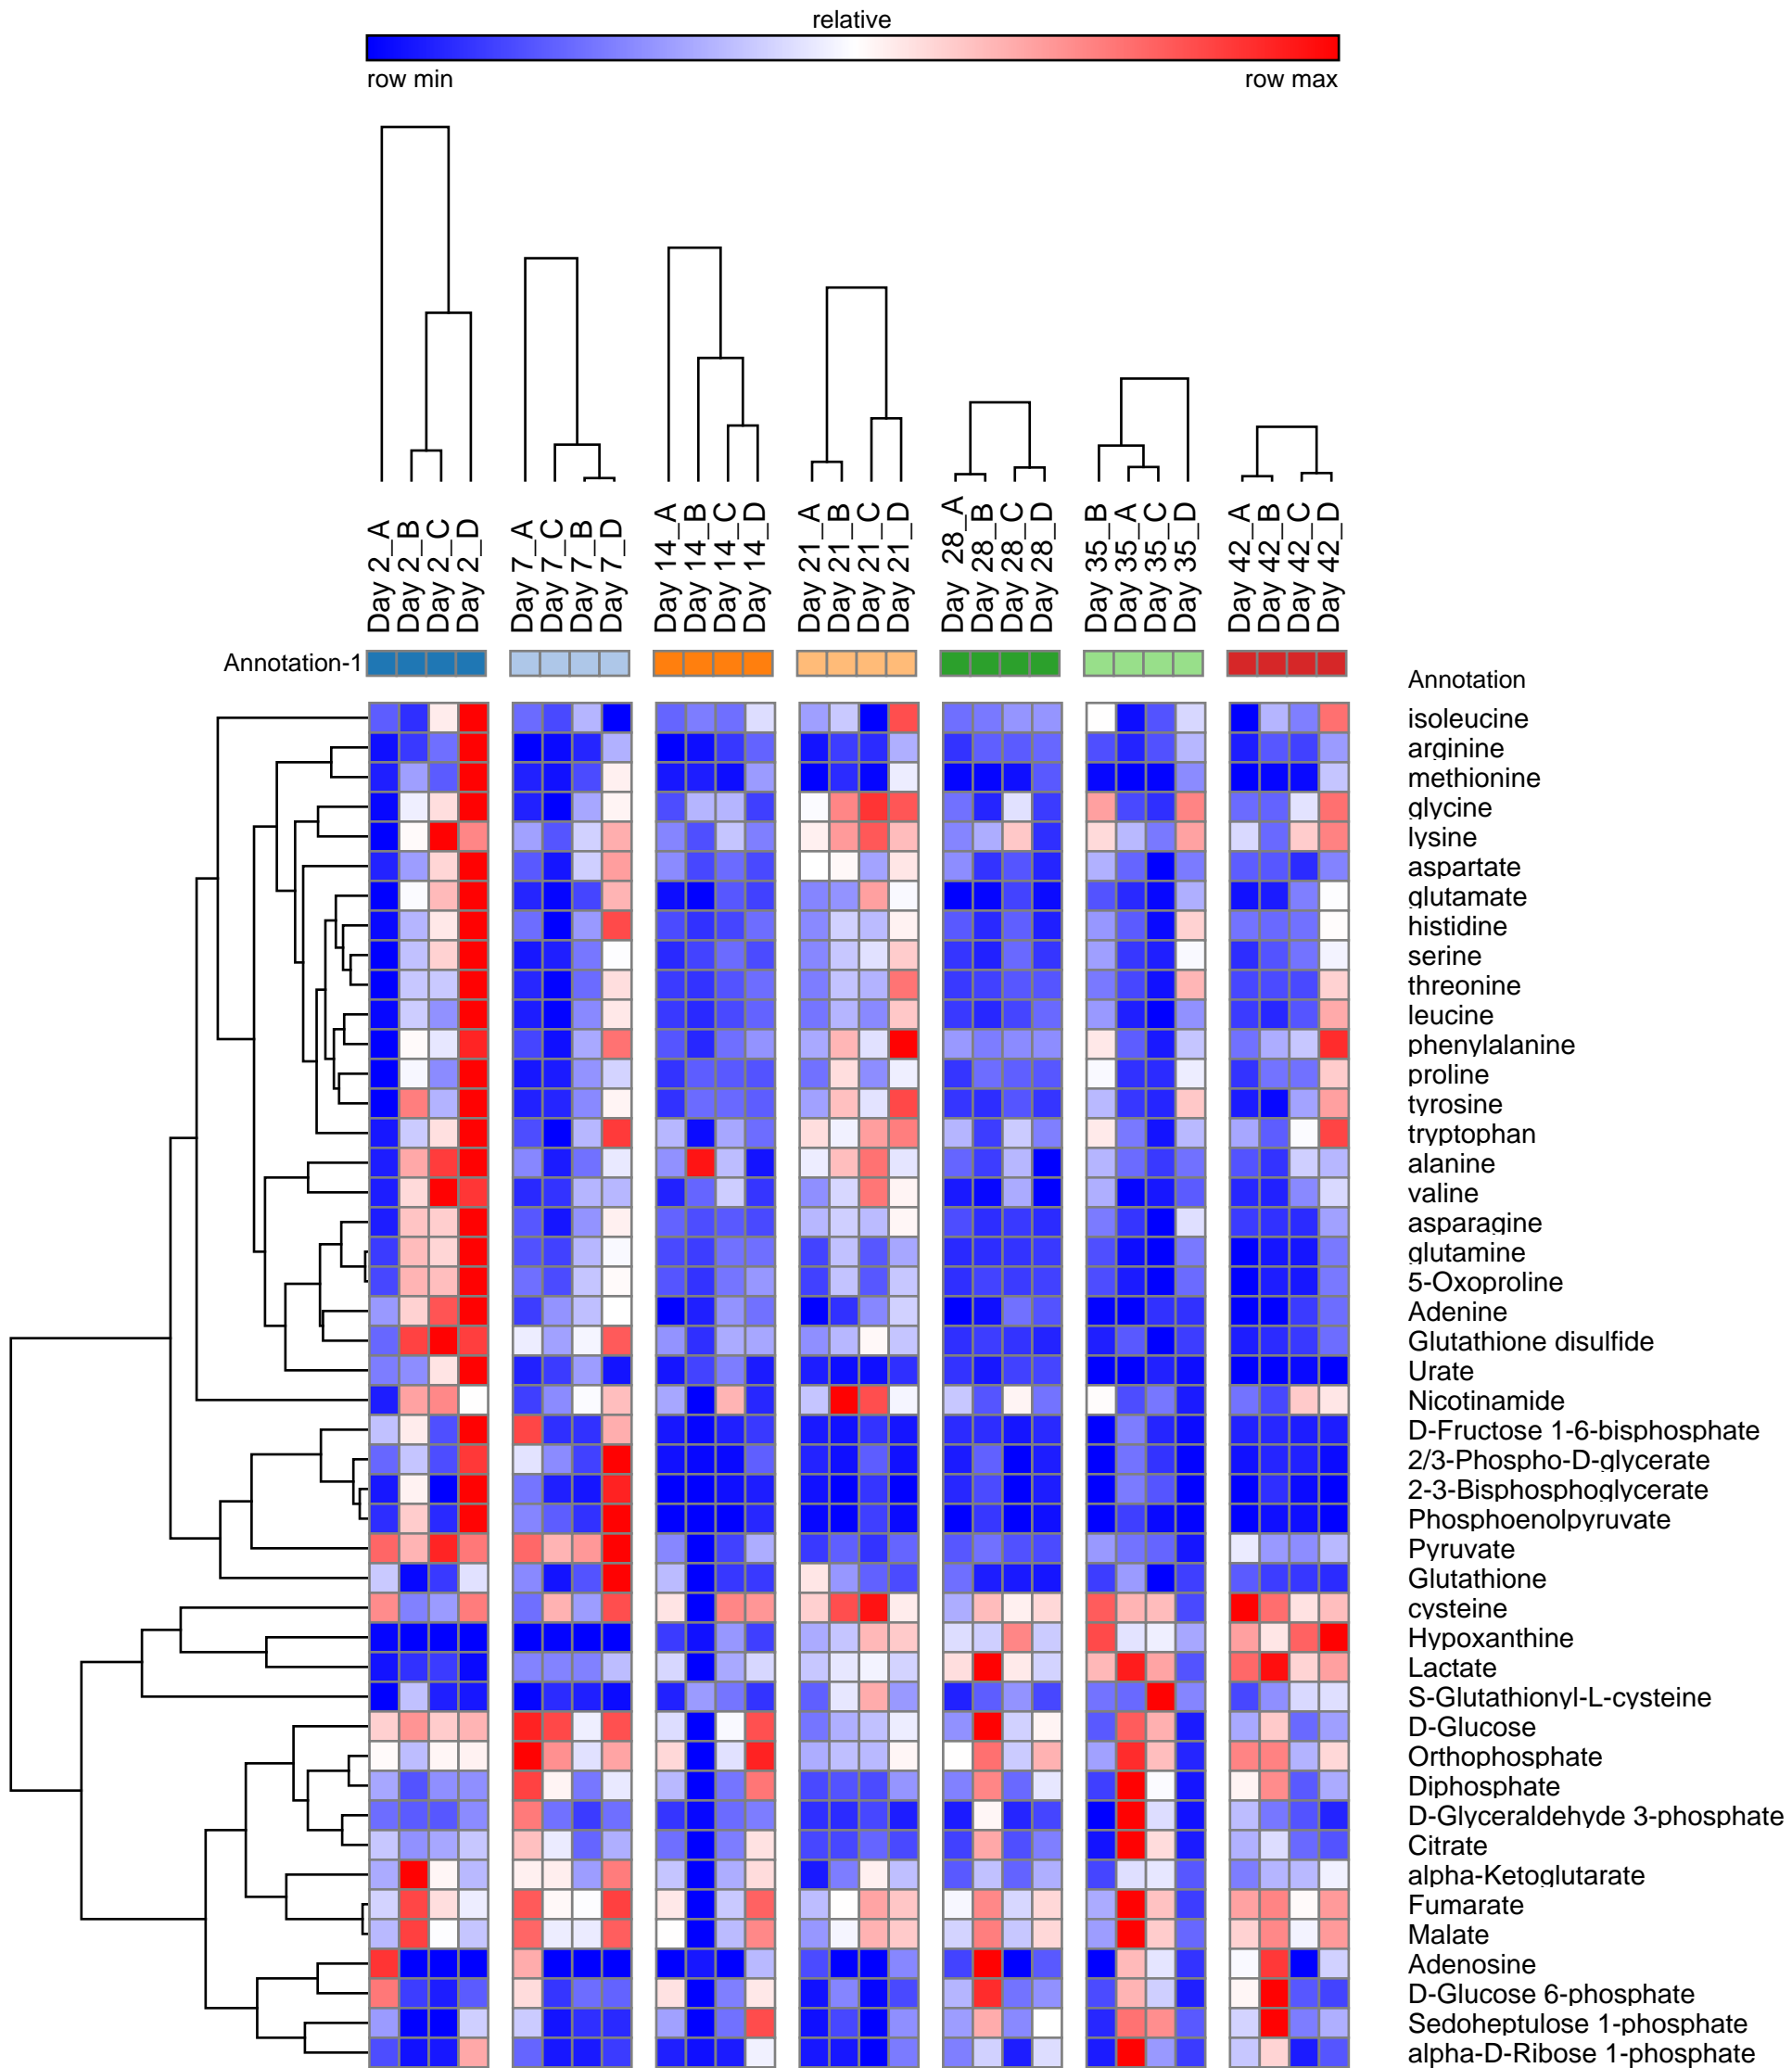 relative
row min row max
Day 2_A
Day 2_B
Day 2_C
Day 2_D
Day 7_A
Day 7_C
Day 7_B
Day 7_D
Day 14_A
Day 14_B
Day 14_C
Day 14_D
Day 21_A
Day 21_B
Day 21_C
Day 21_D
Day  28_A
Day 28_B
Day 28_C
Day 28_D
Day 35_B
Day 35_A
Day 35_C
Day 35_D
Day 42_A
Day 42_B
Day 42_C
Day 42_D
Annotation-1
Annotation
isoleucine
arginine
methionine
glycine
lysine
aspartate
glutamate
histidine
serine
threonine
leucine
phenylalanine
proline
tyrosine
tryptophan
alanine
valine
asparagine
glutamine
5-Oxoproline
Adenine
Glutathione disulfide
Urate
Nicotinamide
D-Fructose 1-6-bisphosphate
2/3-Phospho-D-glycerate
2-3-Bisphosphoglycerate
Phosphoenolpyruvate
Pyruvate
Glutathione
cysteine
Hypoxanthine
Lactate
S-Glutathionyl-L-cysteine
D-Glucose
Orthophosphate
Diphosphate
D-Glyceraldehyde 3-phosphate
Citrate
alpha-Ketoglutarate
Fumarate
Malate
Adenosine
D-Glucose 6-phosphate
Sedoheptulose 1-phosphate
alpha-D-Ribose 1-phosphate